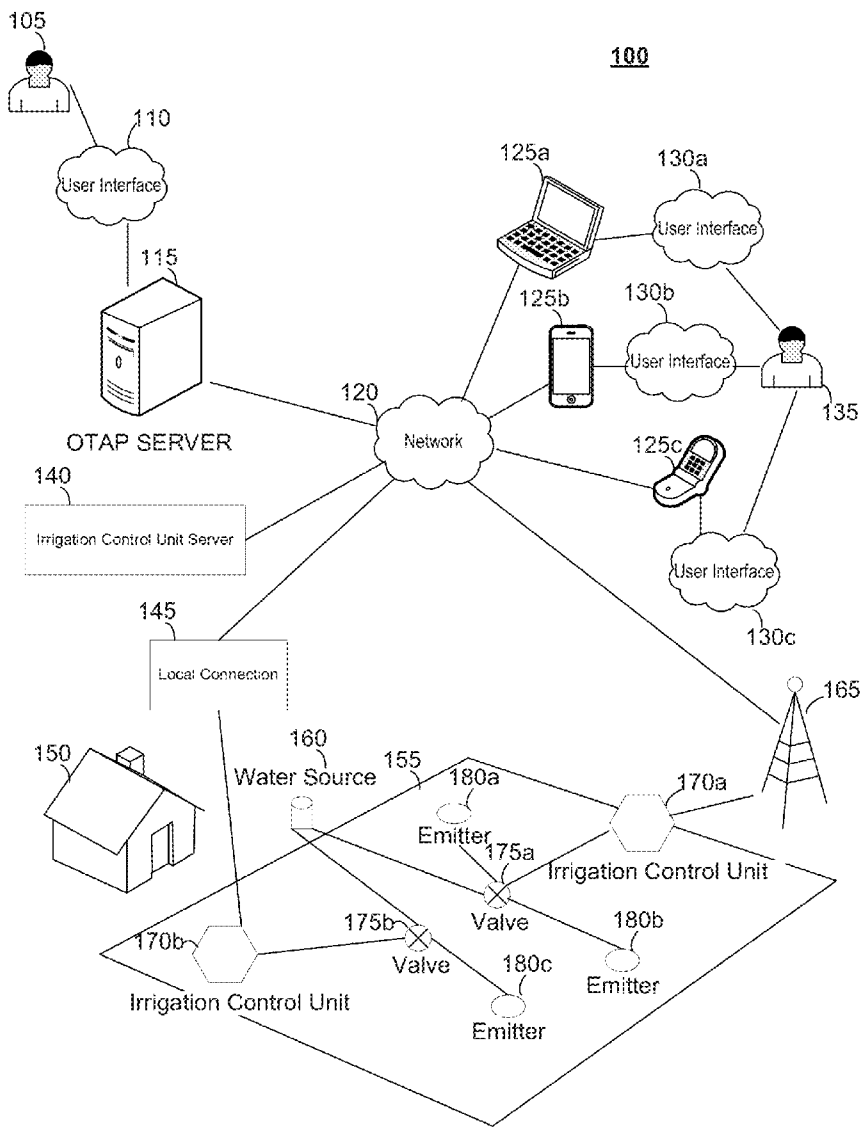 105
100
110
User Interface
125a
130a
User Interface
115
125b
130b
User Interface
120
135
OTAP SERVER
Network
125c
140
Irrigation Control Unit Server
User Interface
145
130c
Local Connection
165
150
160
Water Source
155
180a
170a
Emitter
175a
Irrigation Control Unit
175b
Valve
180b
170b
Valve
180c
Emitter
Irrigation Control Unit
Emitter